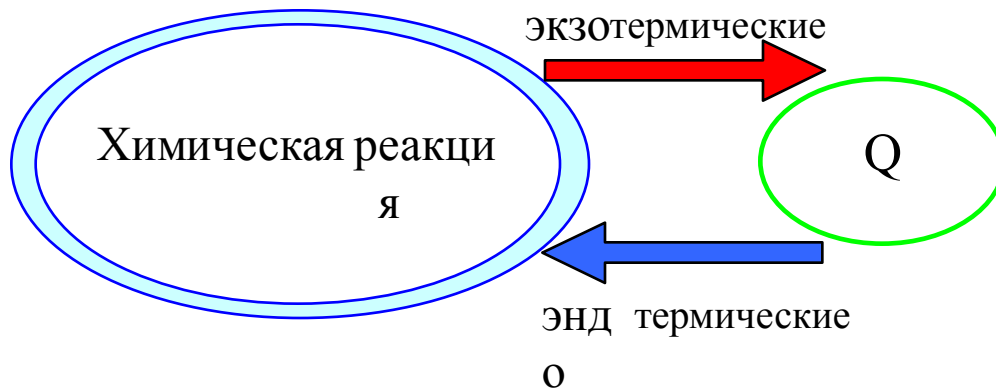 экзотермические
Химическая реакци
я
Q
энд термические
о